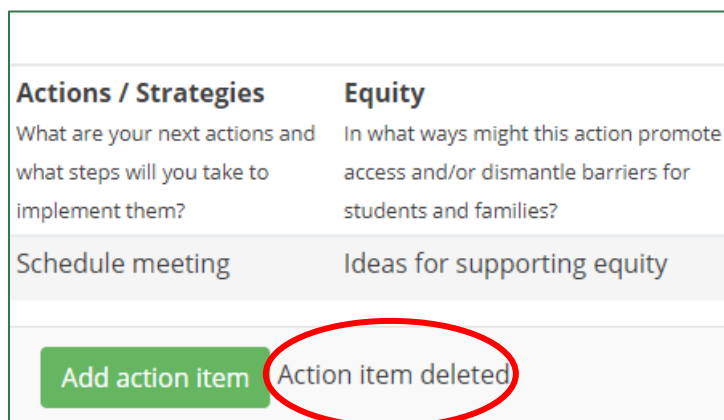 Actions / Strategies
What are your next actions and
what steps will you take to
implement them?
Equity
In what ways might this action promote
access and/or dismantle barriers for
students and families?
Schedule meeting
Ideas for supporting equity
Add action item
Action item deleted